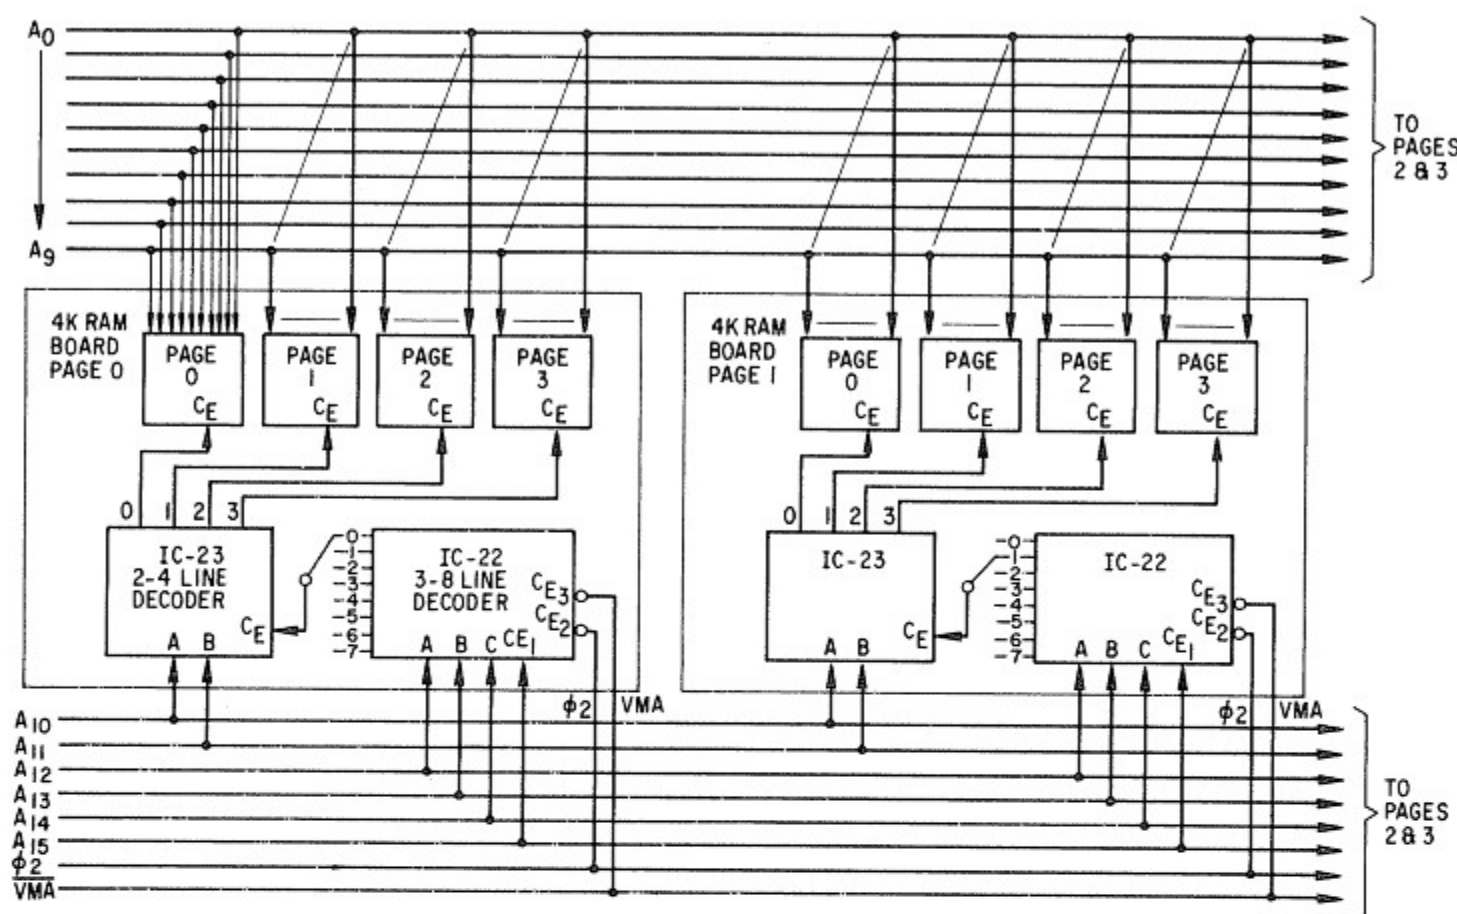 A0
A9
TO
PAGES
2 & 3
4K RAM
BOARD
PAGE 0
PAGE
0
CE
PAGE
1
CE
PAGE
2
CE
PAGE
3
CE
4K RAM
BOARD
PAGE 1
PAGE
0
CE
PAGE
1
CE
PAGE
2
CE
PAGE
3
CE
0 1 2 3
IC-23
2-4 LINE
DECODER
CE
A B
-0
-1
-2
-3
-4
-5
-6
-7
IC-22
3-8 LINE
DECODER
CE3
CE2
A B C CE1
0 1 2 3
IC-23
CE
A B
-0
-1
-2
-3
-4
-5
-6
-7
IC-22
CE3
CE2
A B C CE1
ϕ2 VMA
ϕ2 VMA
A10
A11
A12
A13
A14
A15
ϕ2
V̅M̅A̅
TO
PAGES
2 & 3